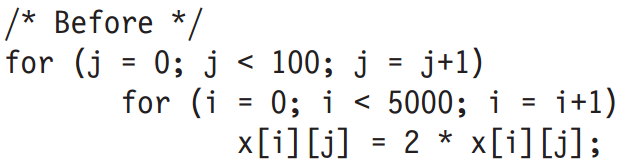 /* Before */
for (j = 0; j < 100; j = j+1)
for (i = 0; i < 5000; i = i+1)
x[i][j] = 2 * x[i][j];